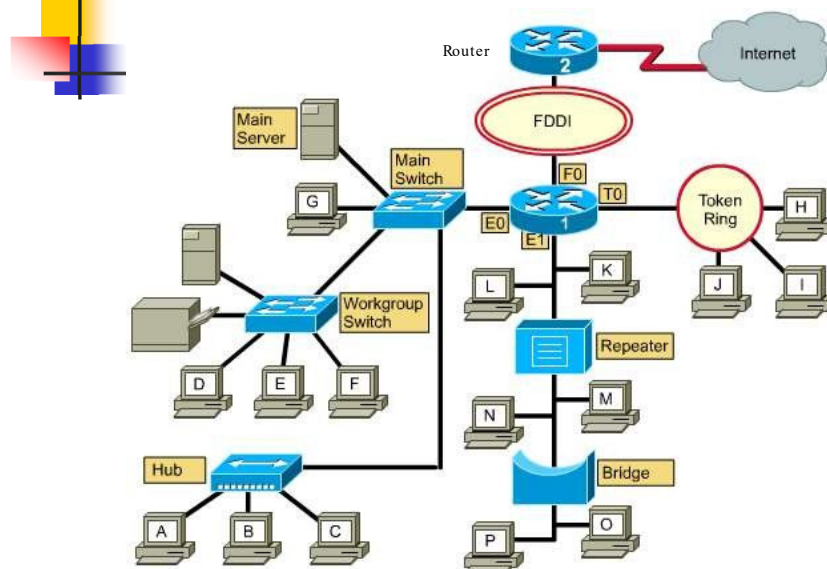 Router
2
Internet
FDDI
Main
Server
Main
Switch
F0
T0
G
E0
1
E1
Token
Ring
H
L
K
J
I
Workgroup
Switch
Repeater
D
E
F
N
M
Hub
Bridge
A
B
C
P
O